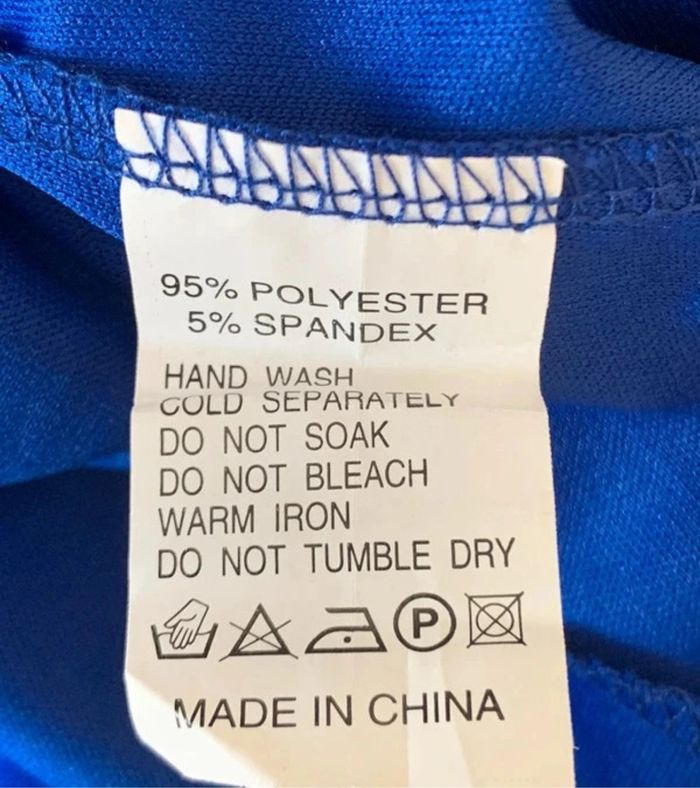 95% POLYESTER
5% SPANDEX
HAND WASH
COLD SEPARATELY
DO NOT SOAK
DO NOT BLEACH
WARM IRON
DO NOT TUMBLE DRY
P
MADE IN CHINA